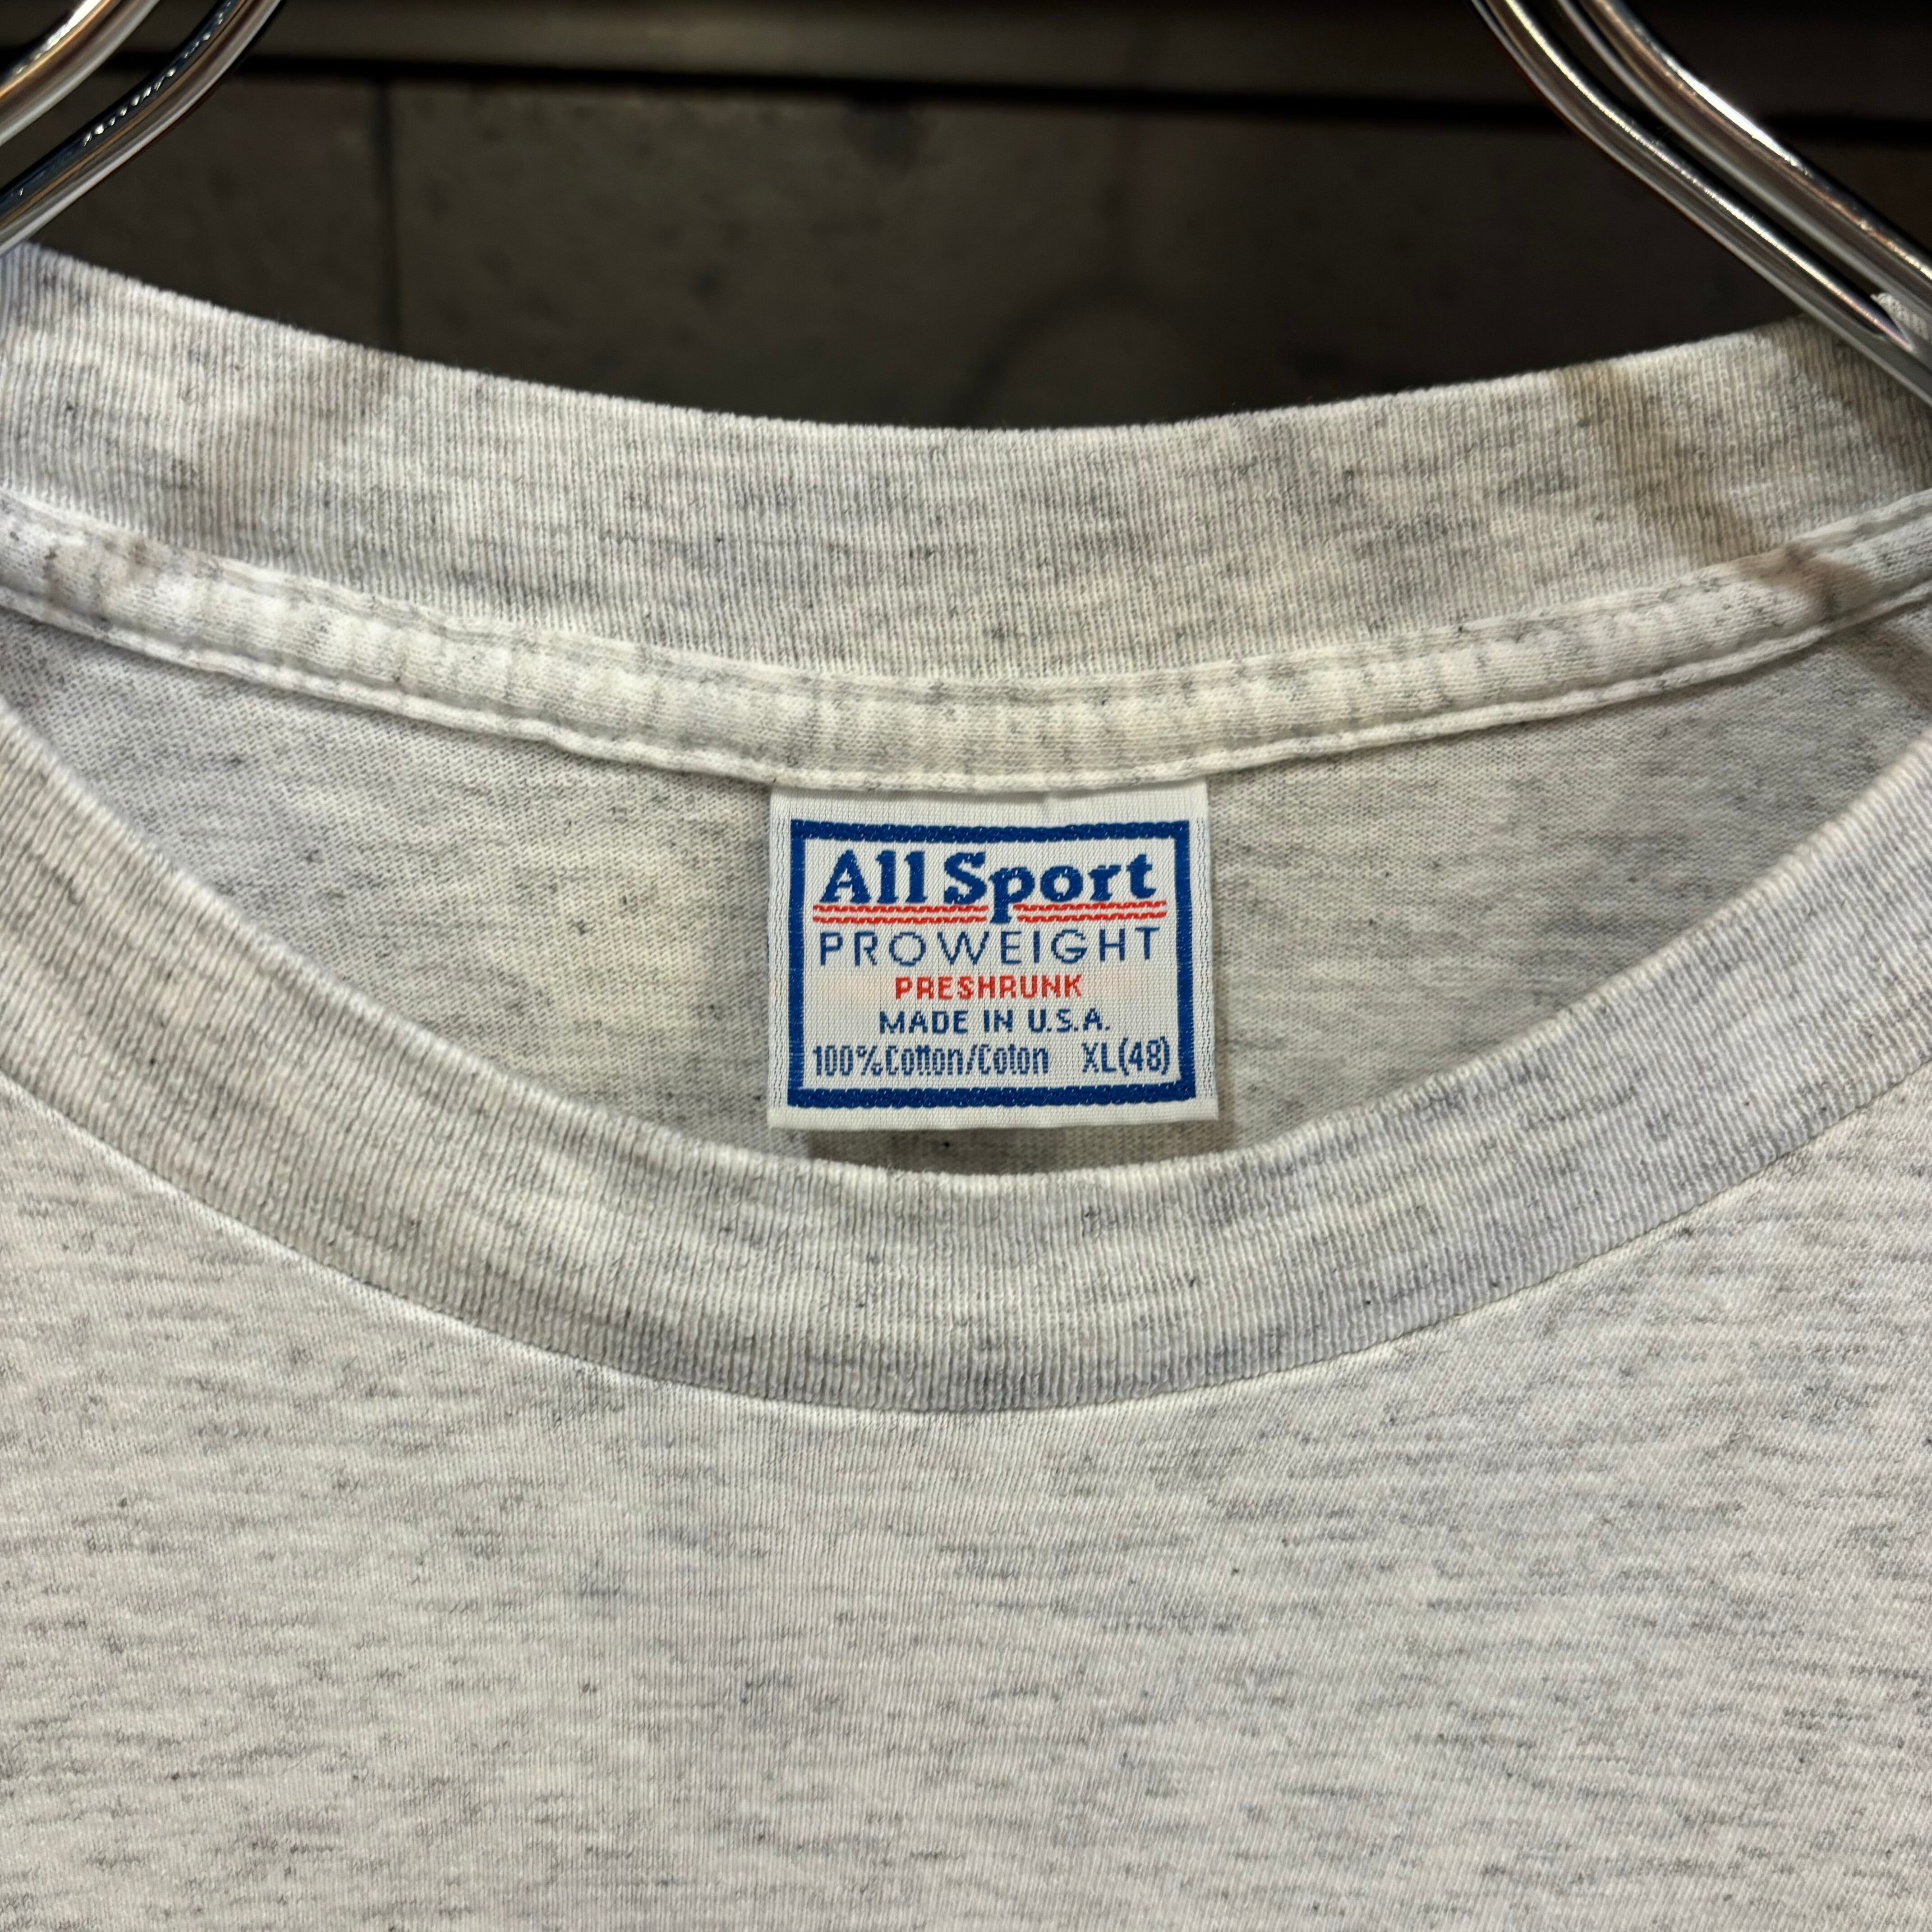 All Sport
PROWEIGHT
PRESHRUNK
MADE IN U.S.A.
100% Cotton/Coton XL(48)